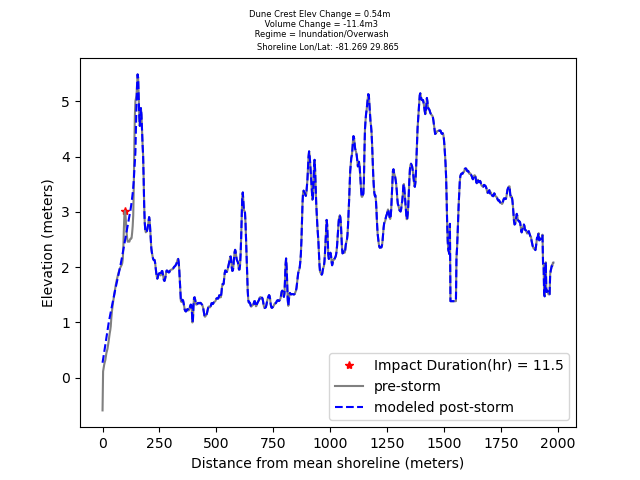 Dune Crest Elev Change = 0.54m
Volume Change = -11.4m3
Regime = Inundation/Overwash
Shoreline Lon/Lat: -81.269 29.865
Elevation (meters)
5
4
3
2
1
0
Impact Duration(hr) = 11.5
pre-storm
modeled post-storm
0 250 500 750 1000 1250 1500 1750 2000
Distance from mean shoreline (meters)